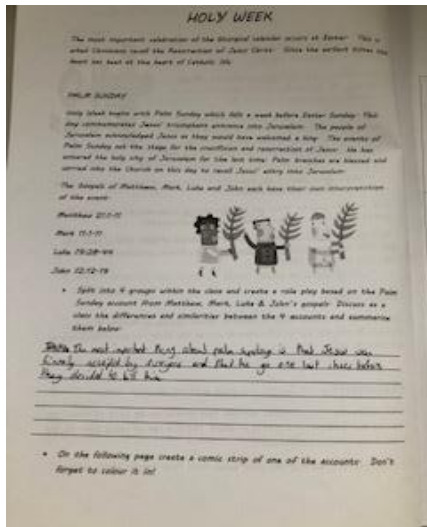 HOLY WEEK
The most important celebration of the liturgical calendar occurs at Easter. This is
what Christians recall the Resurrection of Jesus Christ. Since the earliest times the
feast has been at the heart of Catholic life.
PALM SUNDAY
Holy Week begins with Palm Sunday which falls a week before Easter Sunday. This
day commemorates Jesus' triumphant entrance into Jerusalem. The people of
Jerusalem acknowledged Jesus as they would have welcomed a king. The events of
Palm Sunday set the stage for the crucifixion and resurrection of Jesus. He has
entered the holy city of Jerusalem for the last time. Palm branches are blessed and
carried into the Church on this day to recall Jesus' entry into Jerusalem.
The Gospels of Matthew, Mark, Luke and John each have their own interpretation
of the event.
Matthew 21:1-11
Mark 11:1-11
Luke 19:28-44
John 12:12-19
• Split into 4 groups within the class and create a role play based on the Palm
Sunday account from Matthew, Mark, Luke & John's gospels. Discuss as a
class the differences and similarities between the 4 accounts and summarise
them below:
The most important thing about palm sunday is that Jesus was
finally accepted by everyone and that he go one last cheer before
they decided to kill him
• On the following page create a comic strip of one of the accounts. Don't
forget to colour it in!